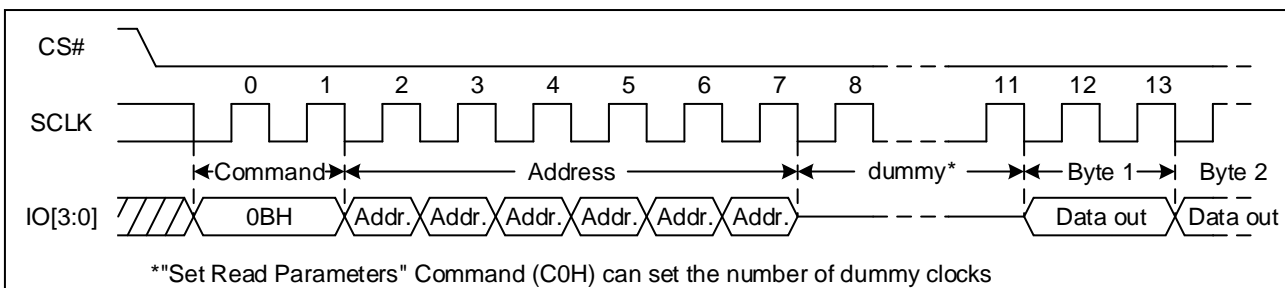 CS#
0 1 2 3 4 5 6 7 8 11 12 13
SCLK
Command Address dummy* Byte 1 Byte 2
IO[3:0] 0BH Addr. Addr. Addr. Addr. Addr. Addr. Data out Data out
*"Set Read Parameters" Command (C0H) can set the number of dummy clocks